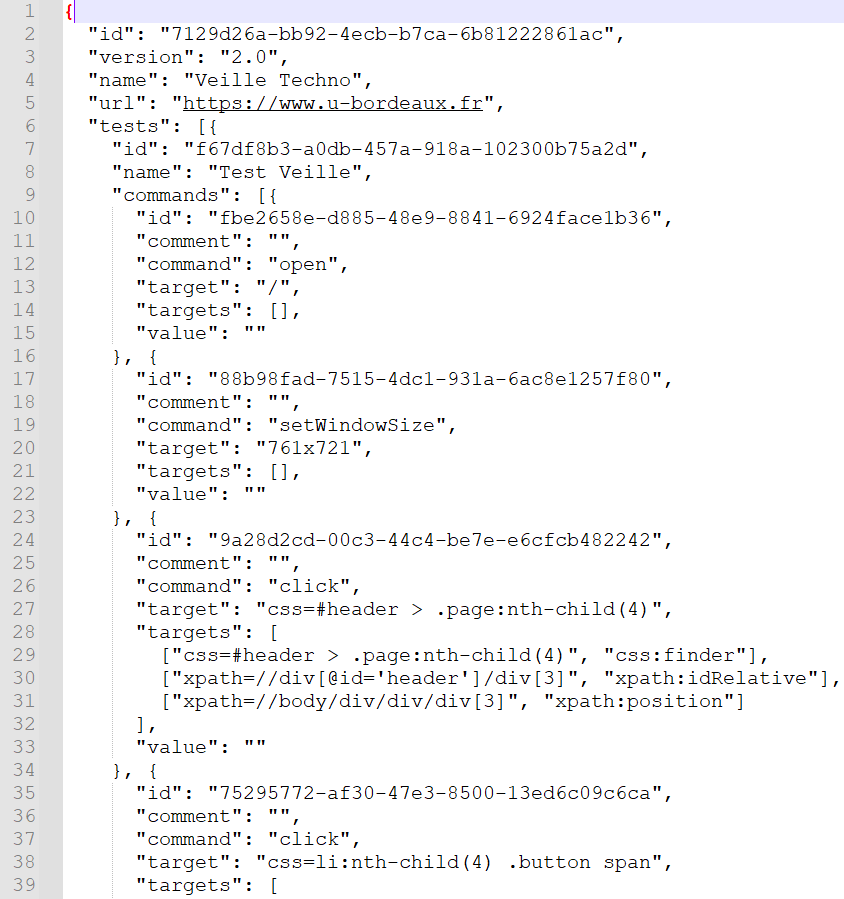 1 {
2 "id": "7129d26a-bb92-4ecb-b7ca-6b81222861ac",
3 "version": "2.0",
4 "name": "Veille Techno",
5 "url": "https://www.u-bordeaux.fr",
6 "tests": [{
7 "id": "f67df8b3-a0db-457a-918a-102300b75a2d",
8 "name": "Test Veille",
9 "commands": [{
10 "id": "fbe2658e-d885-48e9-8841-6924face1b36",
11 "comment": "",
12 "command": "open",
13 "target": "/",
14 "targets": [],
15 "value": ""
16 }, {
17 "id": "88b98fad-7515-4dc1-931a-6ac8e1257f80",
18 "comment": "",
19 "command": "setWindowSize",
20 "target": "761x721",
21 "targets": [],
22 "value": ""
23 }, {
24 "id": "9a28d2cd-00c3-44c4-be7e-e6cfcb482242",
25 "comment": "",
26 "command": "click",
27 "target": "css=#header > .page:nth-child(4)",
28 "targets": [
29 ["css=#header > .page:nth-child(4)", "css:finder"],
30 ["xpath=//div[@id='header']/div[3]", "xpath:idRelative"],
31 ["xpath=//body/div/div/div[3]", "xpath:position"]
32 ],
33 "value": ""
34 }, {
35 "id": "75295772-af30-47e3-8500-13ed6c09c6ca",
36 "comment": "",
37 "command": "click",
38 "target": "css=li:nth-child(4) .button span",
39 "targets": [